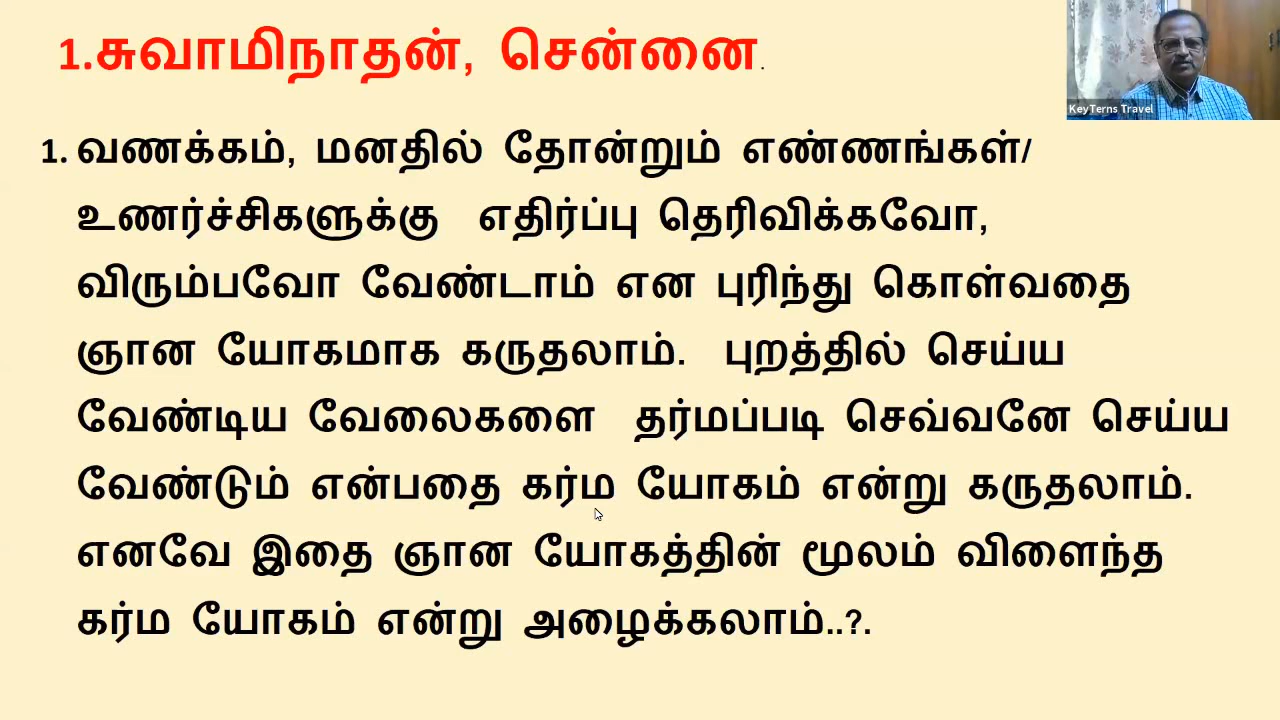 1.சுவாமிநாதன், சென்னை.
KeyTerns Travel
1. வணக்கம், மனதில் தோன்றும் எண்ணங்கள்/
உணர்ச்சிகளுக்கு எதிர்ப்பு தெரிவிக்கவோ,
விரும்பவோ வேண்டாம் என புரிந்து கொள்வதை
ஞான யோகமாக கருதலாம். புறத்தில் செய்ய
வேண்டிய வேலைகளை தர்மப்படி செவ்வனே செய்ய
வேண்டும் என்பதை கர்ம யோகம் என்று கருதலாம்.
எனவே இதை ஞான யோகத்தின் மூலம் விளைந்த
கர்ம யோகம் என்று அழைக்கலாம்..?.